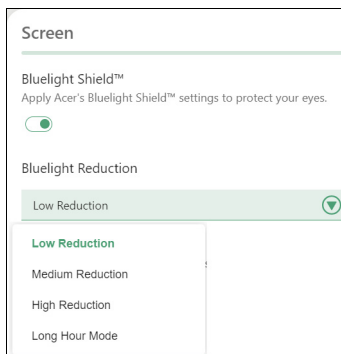 Screen
Bluelight Shield™
Apply Acer's Bluelight Shield™ settings to protect your eyes.
Bluelight Reduction
Low Reduction
Low Reduction
Medium Reduction
High Reduction
Long Hour Mode